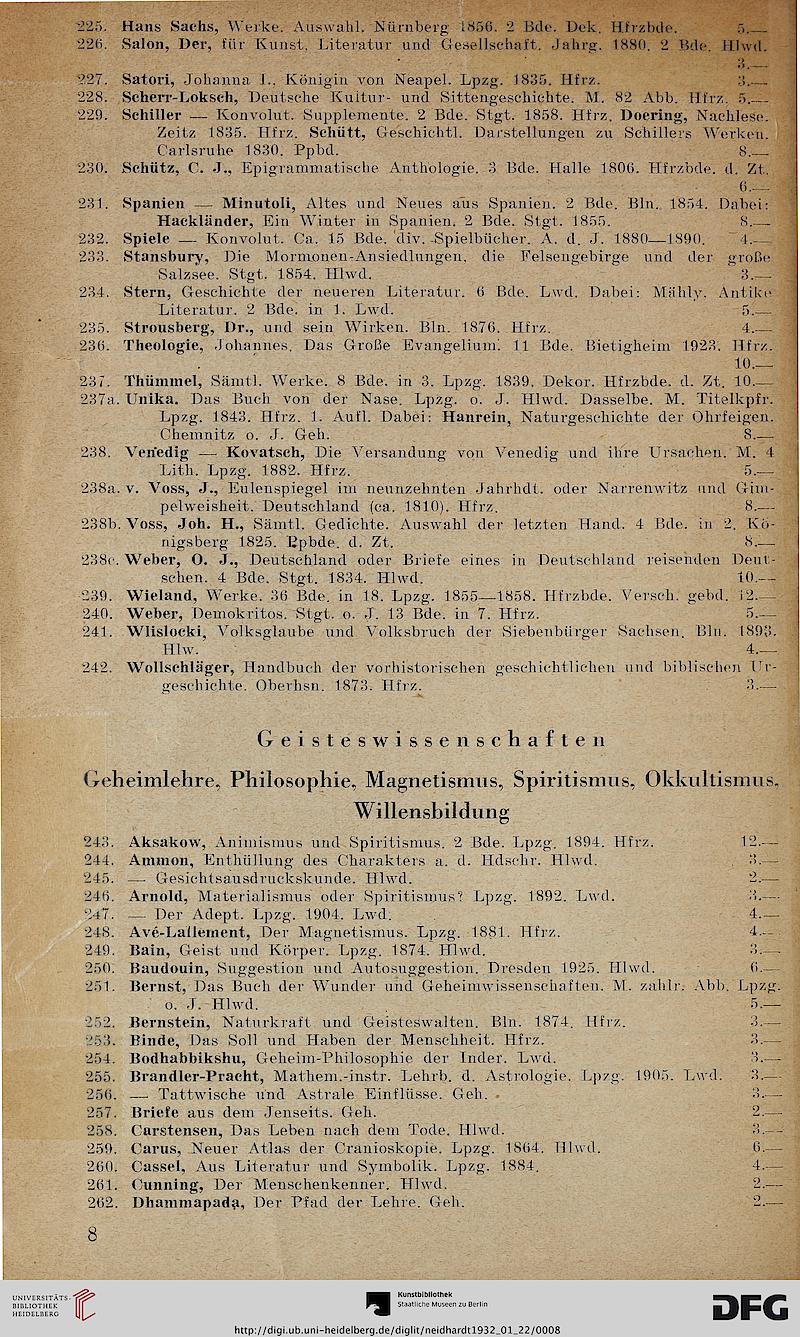 225. Hans Sachs, Werke. Auswahl. Nürnberg 1856. 2 Bde. Dek. Hfrzbde. 5.—
226. Salon, Der, für Kunst, Literatur und Gesellschaft. Jahrg. 1880. 2 Bde. Hlwd.
3.—
227. Satori, Johanna J., Königin von Neapel. Lpzg. 1835. Hfrz. 3.—
228. Scherr-Loksch, Deutsche Kultur- und Sittengeschichte. M. 82 Abb. Hfrz. 5.—
229. Schiller — Konvolut. Supplemente. 2 Bde. Stgt. 1858. Hfrz. Doering, Nachlese.
Zeitz 1835. Hfrz. Schütt, Geschichtl. Darstellungen zu Schillers Werken.
Carlsruhe 1830. Ppbd. 8.—
230. Schütz, C. J., Epigrammatische Anthologie. 3 Bde. Halle 1806. Hfrzbde. d. Zt.
6.—
231. Spanien — Minutoli, Altes und Neues aus Spanien. 2 Bde. Bln. 1854. Dabei:
Hackländer, Ein Winter in Spanien. 2 Bde. Stgt. 1855. 8.—
232. Spiele — Konvolut. Ca. 15 Bde. div. Spielbücher. A. d. J. 1880—1890. 4.—
233. Stansbury, Die Mormonen-Ansiedlungen, die Felsengebirge und der große
Salzsee. Stgt. 1854. Hlwd. 3.—
234. Stern, Geschichte der neueren Literatur. 6 Bde. Lwd. Dabei: Mähly. Antike
Literatur. 2 Bde. in 1. Lwd. 5.—
235. Strousberg, Dr., und sein Wirken. Bln. 1876. Hfrz. 4.—
236. Theologie, Johannes. Das Große Evangelium. 11 Bde. Bietigheim 1923. Hfrz.
10.—
237. Thümmel, Sämtl. Werke. 8 Bde. in 3. Lpzg. 1839. Dekor. Hfrzbde. d. Zt. 10.—
237a. Unika. Das Buch von der Nase. Lpzg. o. J. Hlwd. Dasselbe. M. Titelkpfr.
Lpzg. 1843. Hfrz. 1. Aufl. Dabei: Hanrein, Naturgeschichte der Ohrfeigen.
Chemnitz o. J. Geh. 8.—
238. Venedig — Kovatsch, Die Versandung von Venedig und ihre Ursachen. M. 4
Lith. Lpzg. 1882. Hfrz. 5.—
238a. v. Voss, J., Eulenspiegel im neunzehnten Jahrhdt. oder Narrenwitz und Gim-
pelweisheit. Deutschland (ca. 1810). Hfrz. 8.—
238b. Voss, Joh. H., Sämtl. Gedichte. Auswahl der letzten Hand. 4 Bde. in 2. Kö-
nigsberg 1825. Ppbde. d. Zt. 8.—
238c. Weber, O. J., Deutschland oder Briefe eines in Deutschland reisenden Deut-
schen. 4 Bde. Stgt. 1834. Hlwd. 10.—
239. Wieland, Werke. 36 Bde. in 18. Lpzg. 1855—1858. Hfrzbde. Versch. gebd. 12.—
240. Weber, Demokritos. Stgt. o. J. 13 Bde. in 7. Hfrz. 5.—
241. Wlislocki, Volksglaube und Volksbruch der Siebenbürger Sachsen. Bln. 1893.
Hlw. 4.—
242. Wollschläger, Handbuch der vorhistorischen geschichtlichen und biblischen Ur-
geschichte. Oberhsn. 1873. Hfrz. 3.—
Geisteswissenschaften
Geheimlehre, Philosophie, Magnetismus, Spiritismus, Okkultismus,
Willensbildung
243. Aksakow, Animismus und Spiritismus. 2 Bde. Lpzg. 1894. Hfrz. 12.—
244. Ammon, Enthüllung des Charakters a. d. Hdschr. Hlwd. 3.—
245. — Gesichtsausdruckskunde. Hlwd. 2.—
246. Arnold, Materialismus oder Spiritismus? Lpzg. 1892. Lwd. 3.—
247. — Der Adept. Lpzg. 1904. Lwd. 4.—
248. Avé-Lallement, Der Magnetismus. Lpzg. 1881. Hfrz. 4.—
249. Bain, Geist und Körper. Lpzg. 1874. Hlwd. 3.—
250. Baudouin, Suggestion und Autosuggestion. Dresden 1925. Hlwd. 6.—
251. Bernst, Das Buch der Wunder und Geheimwissenschaften. M. zahlr. Abb. Lpzg.
o. J. Hlwd. 5.—
252. Bernstein, Naturkraft und Geisteswalten. Bln. 1874. Hfrz. 3.—
253. Binde, Das Soll und Haben der Menschheit. Hfrz. 3.—
254. Bodhabbikshu, Geheim-Philosophie der Inder. Lwd. 3.—
255. Brandler-Pracht, Mathem.-instr. Lehrb. d. Astrologie. Lpzg. 1905. Lwd. 3.—
256. — Tattwische und Astrale Einflüsse. Geh. 3.—
257. Briefe aus dem Jenseits. Geh. 2.—
258. Carstensen, Das Leben nach dem Tode. Hlwd. 3.—
259. Carus, Neuer Atlas der Cranioskopie. Lpzg. 1864. Hlwd. 6.—
260. Cassel, Aus Literatur und Symbolik. Lpzg. 1884. 4.—
261. Cunning, Der Menschenkenner. Hlwd. 2.—
262. Dhammapada, Der Pfad der Lehre. Geh. 2.—
8
UNIVERSITÄTS-
BIBLIOTHEK
HEIDELBERG
Kunstbibliothek
Staatliche Museen zu Berlin
DFG
http://digi.ub.uni-heidelberg.de/diglit/neidhardt1932_01_22/0008